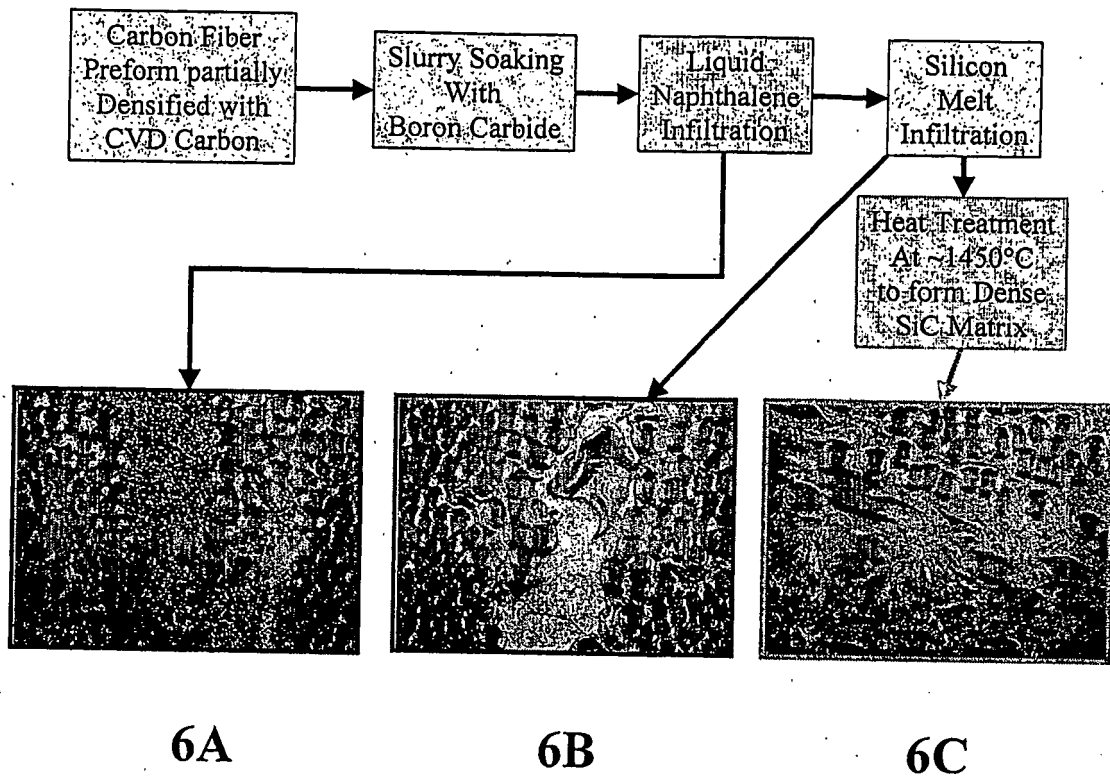 Carbon Fiber
Preform partially
Densified with
CVD Carbon
Slurry Soaking
With
Boron Carbide
Liquid
Naphthalene
Infiltration
Silicon
Melt
Infiltration
Heat Treatment
At ~1450°C
to form Dense
SiC Matrix
6A
6B
6C